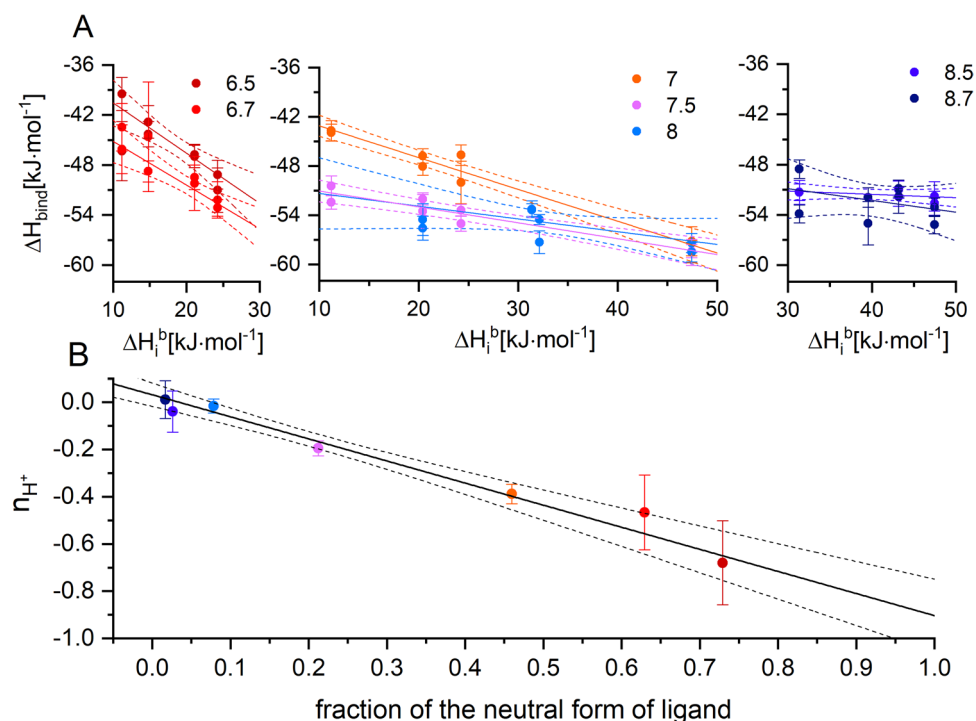 A
-36
-42
-48
-54
-60
ΔH_bind[kJ·mol⁻¹]
6.5
6.7
10 20 30
ΔH_i^b[kJ·mol⁻¹]
-36
-42
-48
-54
-60
7
7.5
8
10 20 30 40 50
ΔH_i^b[kJ·mol⁻¹]
-36
-42
-48
-54
-60
8.5
8.7
30 40 50
ΔH_i^b[kJ·mol⁻¹]
B
0.0
-0.2
-0.4
-0.6
-0.8
-1.0
n_H⁺
0.0 0.1 0.2 0.3 0.4 0.5 0.6 0.7 0.8 0.9 1.0
fraction of the neutral form of ligand